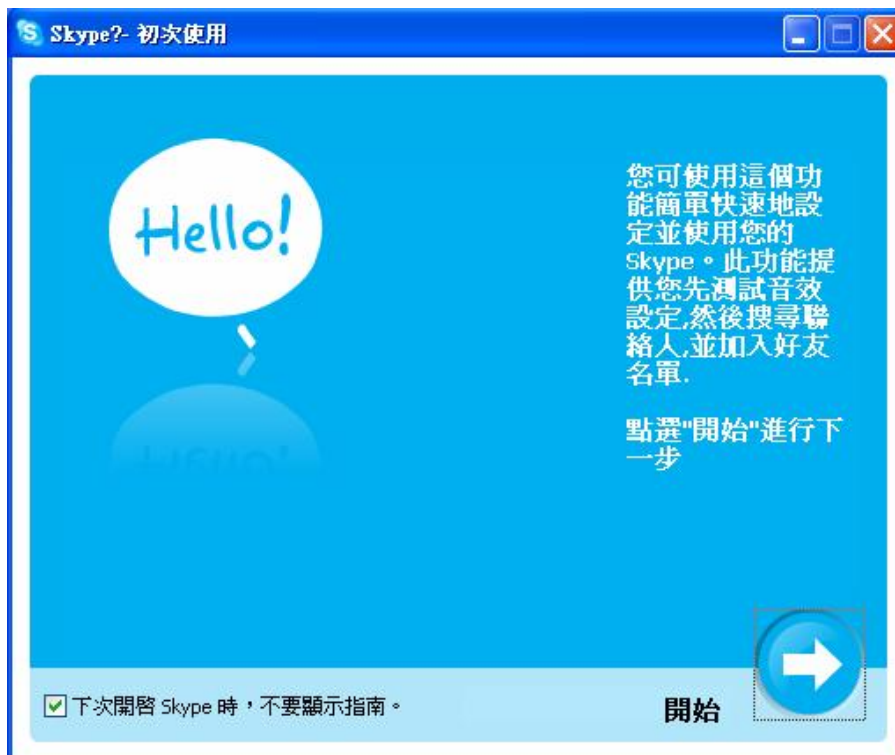 Skype?- 初次使用
Hello!
您可使用這個功
能簡單快速地設
定並使用您的
Skype。此功能提
供您先測試音效
設定,然後搜尋聯
絡人,並加入好友
名單.
點選"開始"進行下
一步
下次開啓 Skype 時，不要顯示指南。
開始